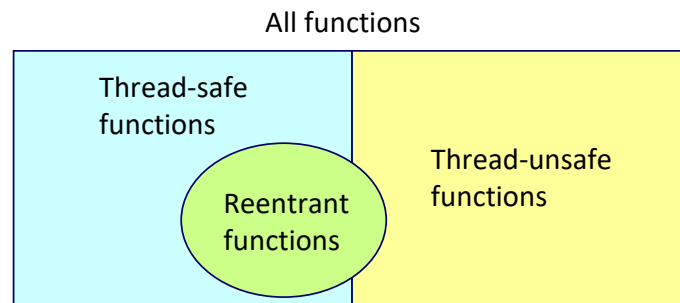 All functions
Thread-safe
functions
Thread-unsafe
functions
Reentrant
functions